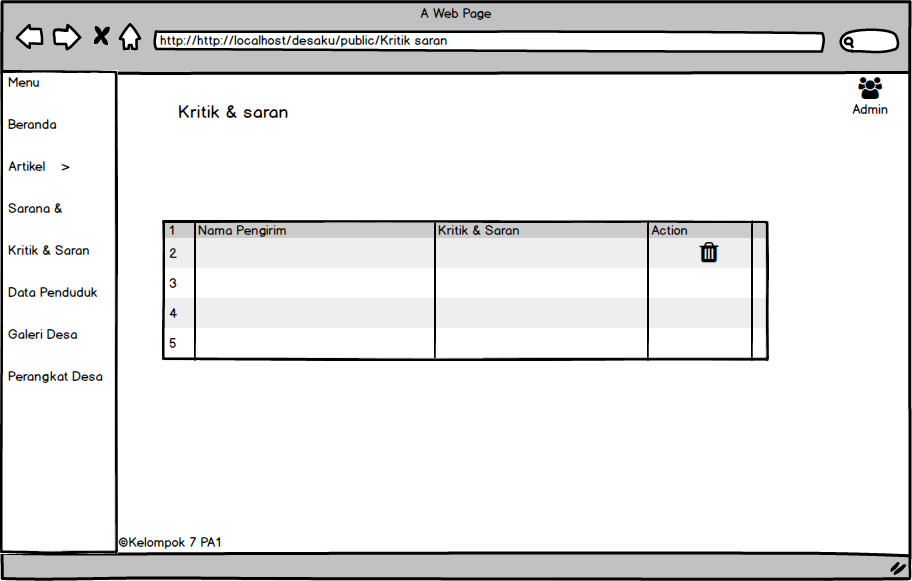 A Web Page
http://http://localhost/desaku/public/Kritik saran
Menu
Beranda
Artikel >
Sarana &
Kritik & Saran
Data Penduduk
Galeri Desa
Perangkat Desa
Admin
Kritik & saran
1 Nama Pengirim Kritik & Saran Action
2
3
4
5
©Kelompok 7 PA1